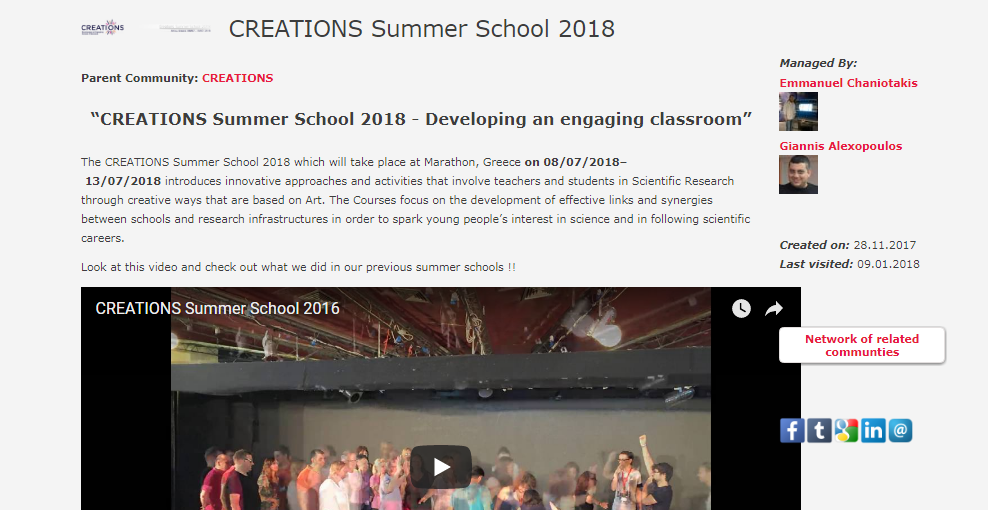 CREATIONS
CREATIONS Summer School 2018
Parent Community: CREATIONS
“CREATIONS Summer School 2018 - Developing an engaging classroom”
The CREATIONS Summer School 2018 which will take place at Marathon, Greece on 08/07/2018–
13/07/2018 introduces innovative approaches and activities that involve teachers and students in Scientific Research
through creative ways that are based on Art. The Courses focus on the development of effective links and synergies
between schools and research infrastructures in order to spark young people’s interest in science and in following scientific
careers.
Look at this video and check out what we did in our previous summer schools !!
CREATIONS Summer School 2016
Managed By:
Emmanuel Chaniotakis
Giannis Alexopoulos
Created on: 28.11.2017
Last visited: 09.01.2018
Network of related
communties
f
t
g
in
@